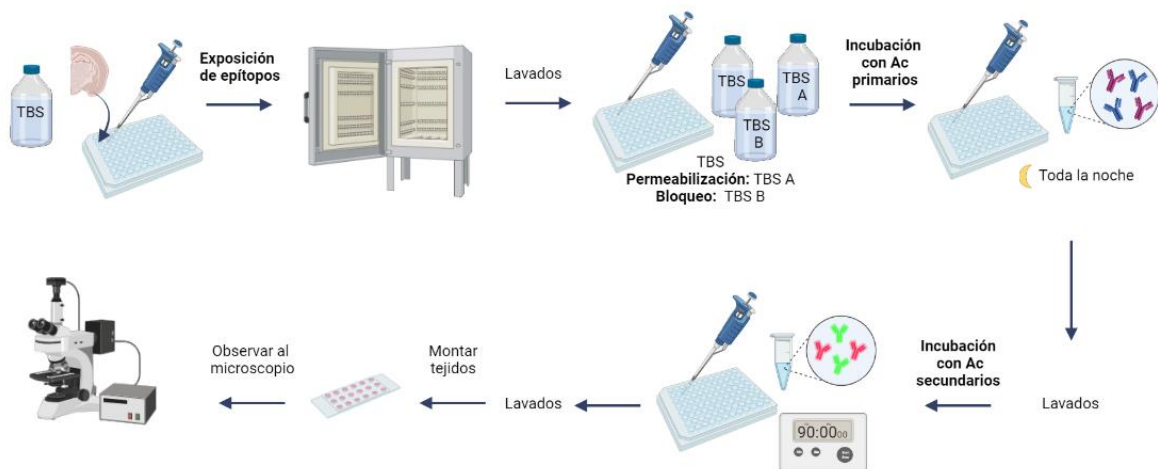 TBS
Exposición
de epítopos
Lavados
TBS
TBS
A
TBS
B
TBS
Permeabilización: TBS A
Bloqueo: TBS B
Incubación
con Ac
primarios
Toda la noche
Lavados
Incubación
con Ac
secundarios
90:00 00
Lavados
Montar
tejidos
Observar al
microscopio